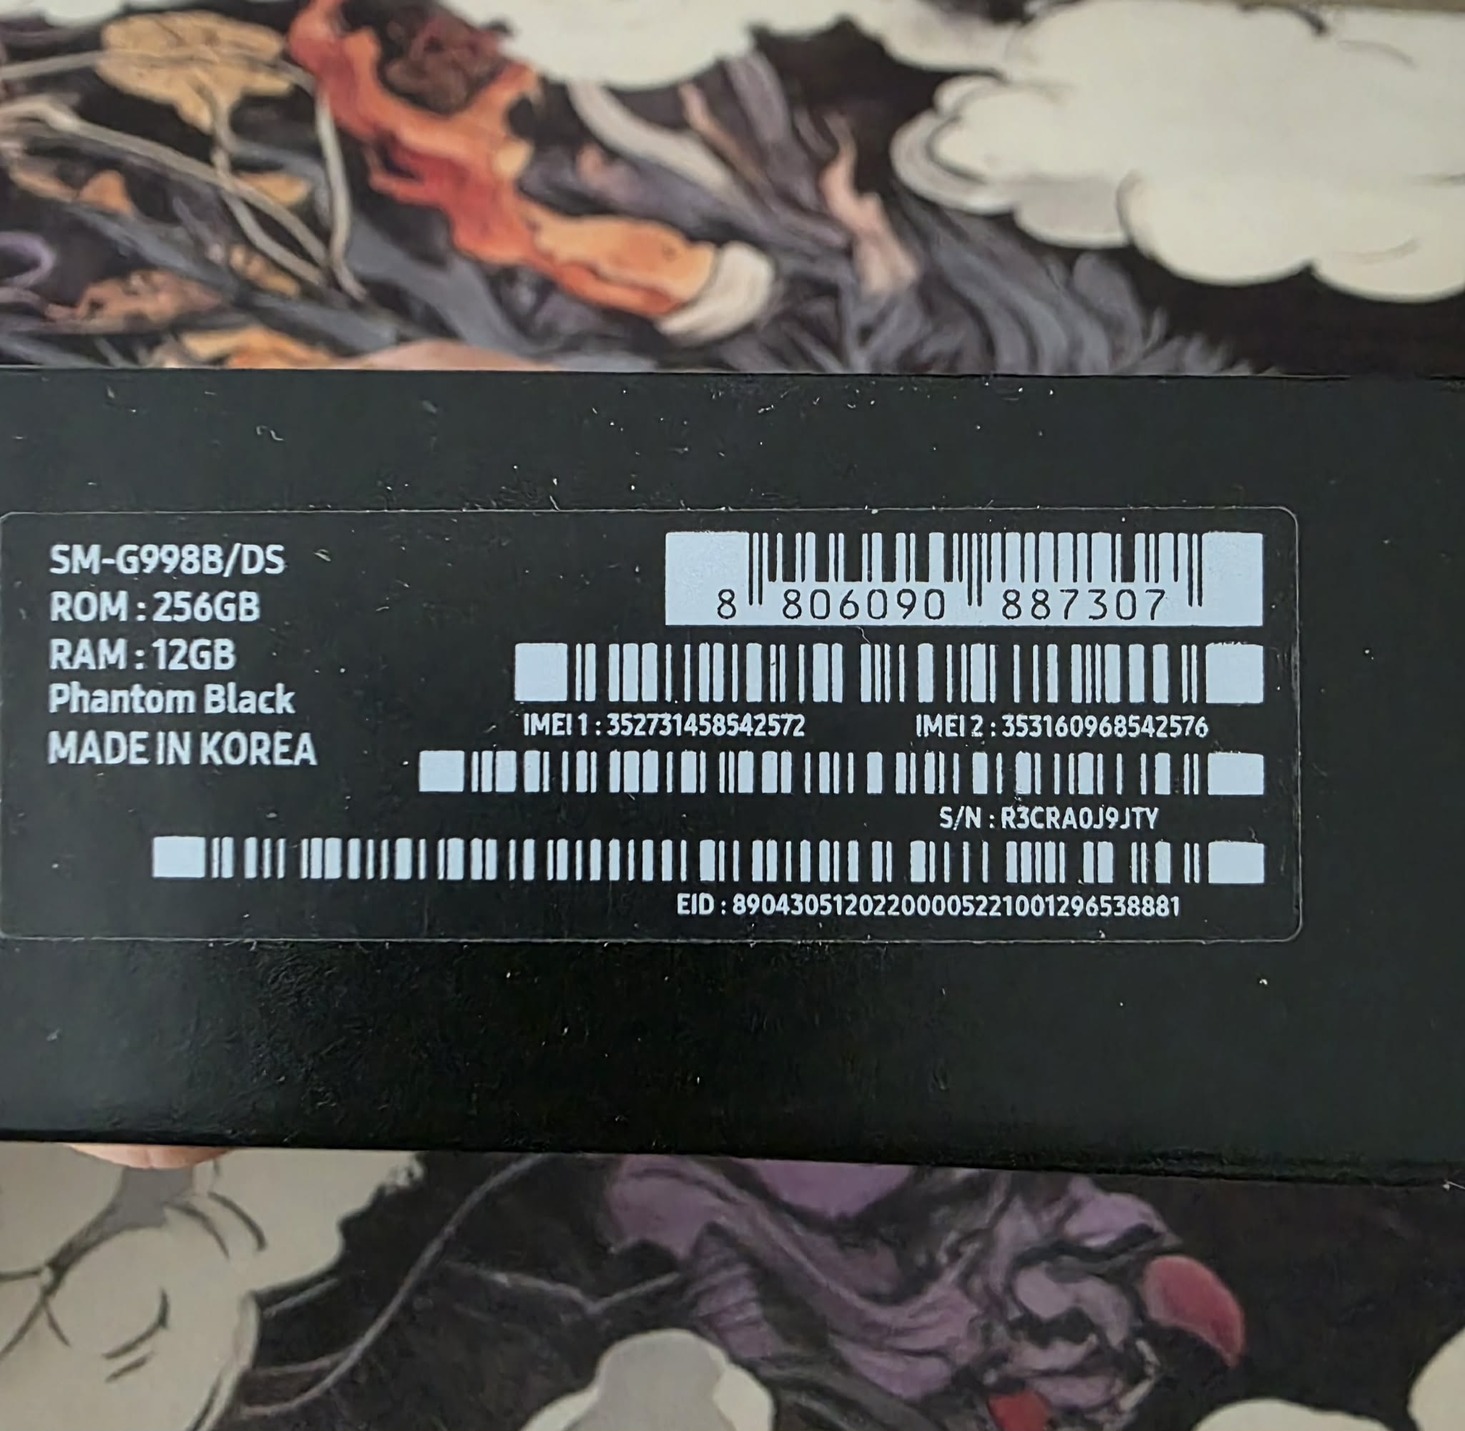 SM-G998B/DS
ROM : 256GB
RAM : 12GB
Phantom Black
MADE IN KOREA
8 806090 887307
IMEI 1 : 352731458542572 IMEI 2 : 353160968542576
S/N : R3CRA0J9JTY
EID : 89043051202200005221001296538881